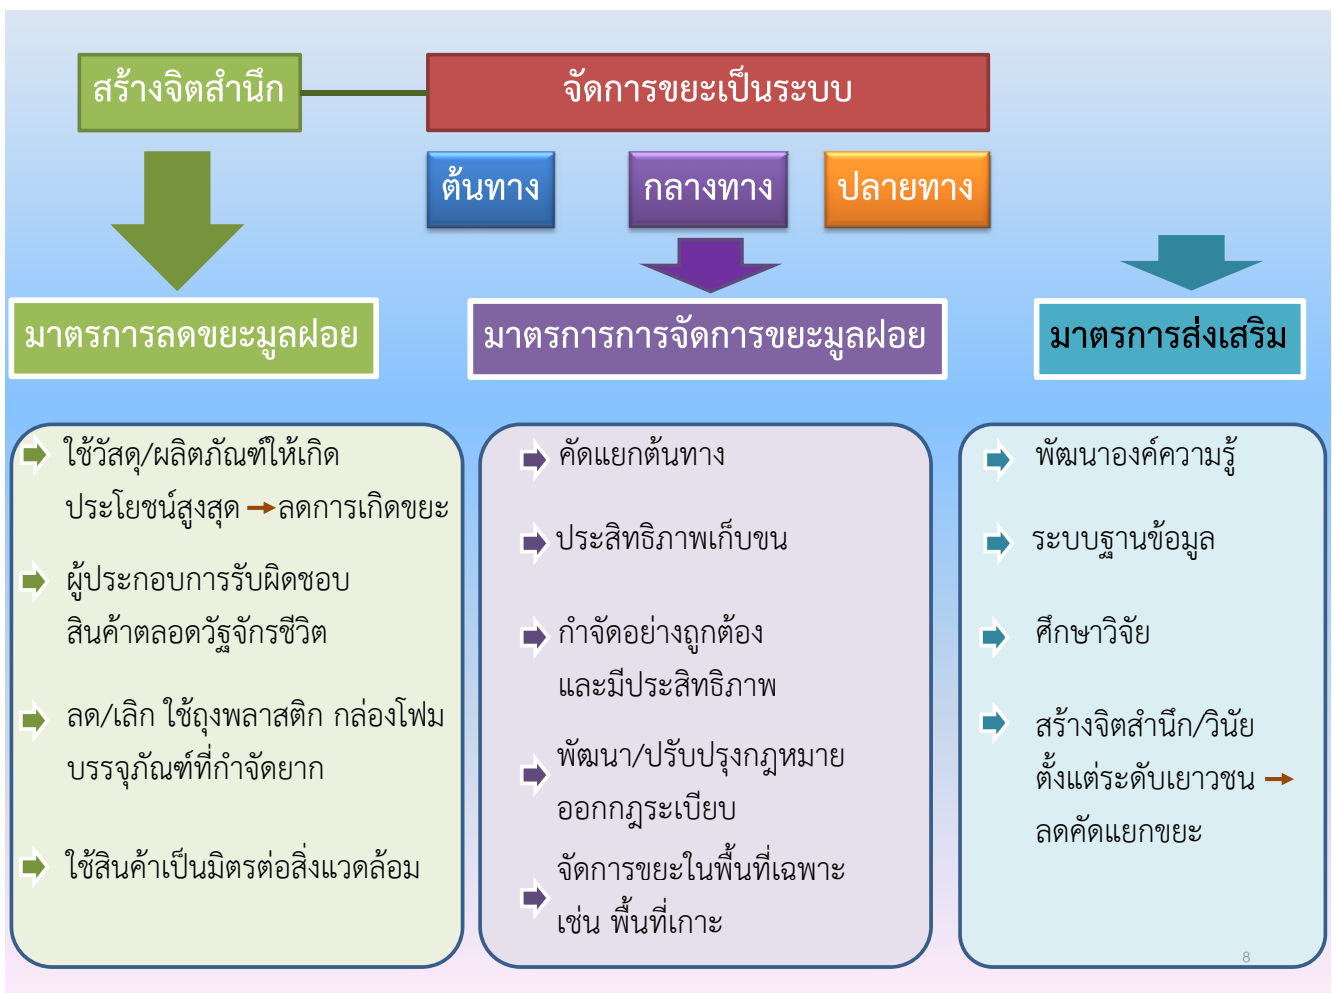 สร้างจิตสำนึก
จัดการขยะเป็นระบบ
ต้นทาง
กลางทาง
ปลายทาง
มาตรการลดขยะมูลฝอย
ใช้วัสดุ/ผลิตภัณฑ์ให้เกิด
ประโยชน์สูงสุด → ลดการเกิดขยะ
ผู้ประกอบการรับผิดชอบ
สินค้าตลอดวัฐจักรชีวิต
ลด/เลิก ใช้ถุงพลาสติก กล่องโฟม
บรรจุภัณฑ์ที่กำจัดยาก
ใช้สินค้าเป็นมิตรต่อสิ่งแวดล้อม
มาตรการการจัดการขยะมูลฝอย
คัดแยกต้นทาง
ประสิทธิภาพเก็บขน
กำจัดอย่างถูกต้อง
และมีประสิทธิภาพ
พัฒนา/ปรับปรุงกฎหมาย
ออกกฎระเบียบ
จัดการขยะในพื้นที่เฉพาะ
เช่น พื้นที่เกาะ
มาตรการส่งเสริม
พัฒนาองค์ความรู้
ระบบฐานข้อมูล
ศึกษาวิจัย
สร้างจิตสำนึก/วินัย
ตั้งแต่ระดับเยาวชน →
ลดคัดแยกขยะ
8